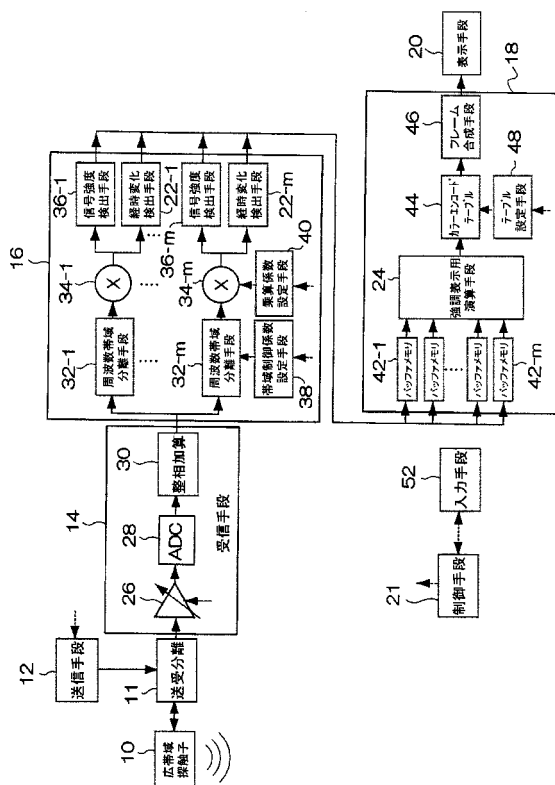 10
広帯域
探触子
11
送受分離
12
送信手段
14
26
28
ADC
30
整相加算
受信手段
16
32-1
周波数帯域
分離手段
32-m
周波数帯域
分離手段
34-1
X
34-m
X
36-1
信号強度
検出手段
経時変化
検出手段
22-1
36-m
信号強度
検出手段
経時変化
検出手段
22-m
38
帯域制御係数
設定手段
40
乗算係数
設定手段
18
42-1
バッファメモリ
バッファメモリ
バッファメモリ
バッファメモリ
42-m
24
強調表示用
演算手段
44
カラーエンコード
テーブル
46
フレーム
合成手段
48
テーブル
設定手段
20
表示手段
21
制御手段
52
入力手段